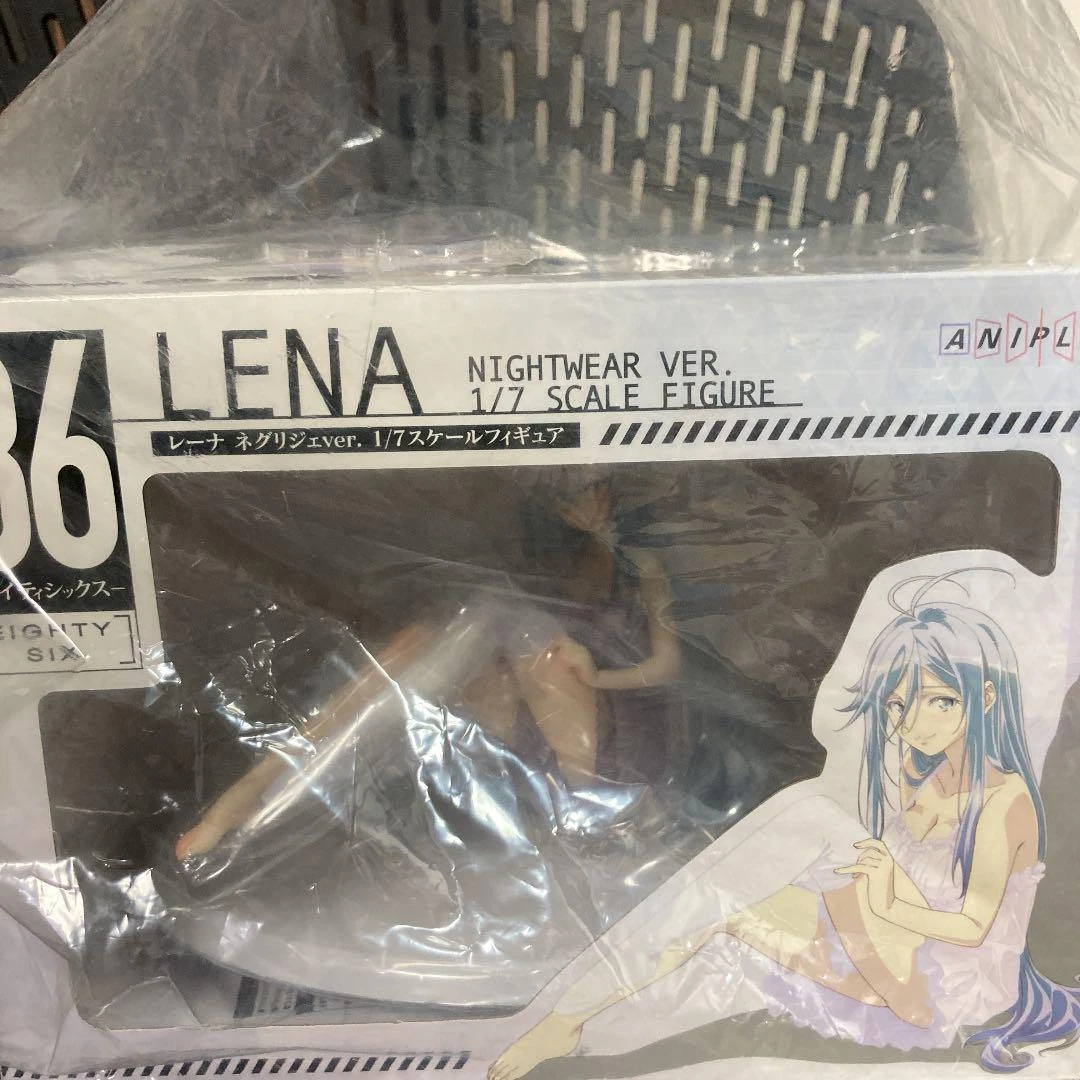 LENA
NIGHTWEAR VER.
1/7 SCALE FIGURE
ANIPL
レーナ ネグリジェver. 1/7スケールフィギュア
86
イティシックスー
EIGHTY
SIX